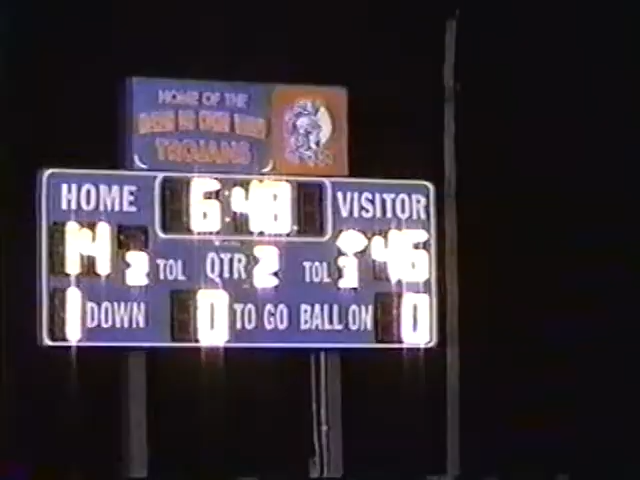 HOME OF THE
TROJANS
HOME 6:48 VISITOR
14 2 TOL QTR 2 TOL 3 46
1 DOWN 0 TO GO BALL ON 0